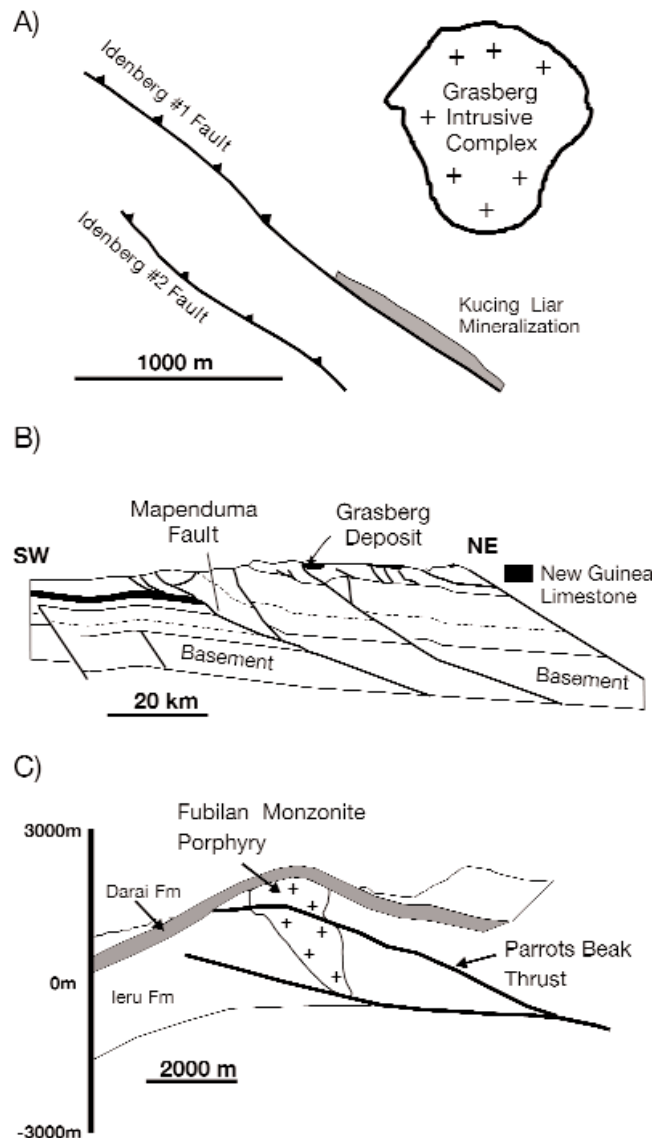 A)
Idenberg #1 Fault
Grasberg
Intrusive
Complex
Idenberg #2 Fault
Kucing Liar
Mineralization
1000 m
B)
Mapenduma
Fault
Grasberg
Deposit
SW
NE
New Guinea
Limestone
Basement
Basement
20 km
C)
3000m
Fubilan Monzonite
Porphyry
Darai Fm
Parrots Beak
Thrust
0m
Ieru Fm
2000 m
-3000m